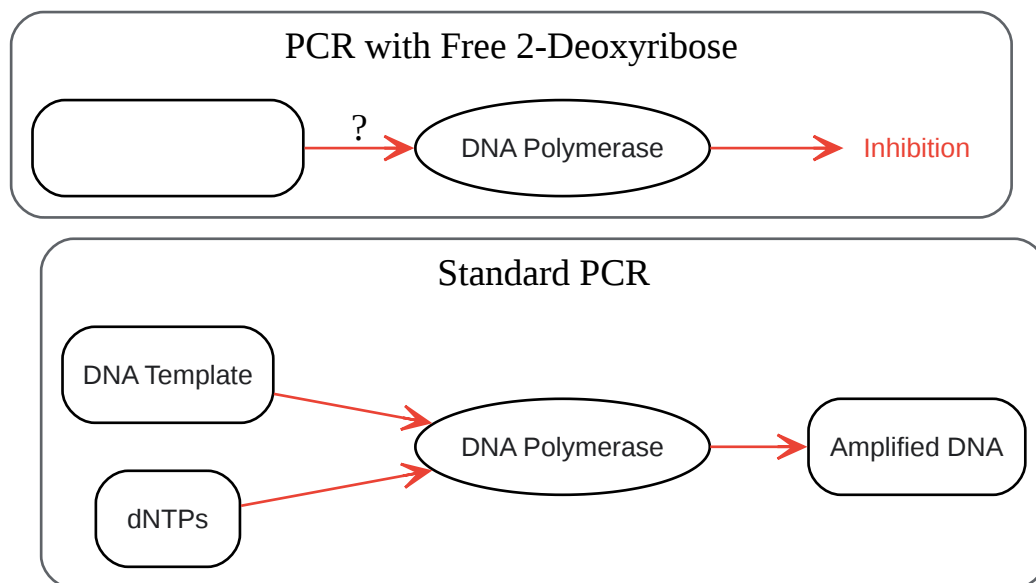 PCR with Free 2-Deoxyribose
?
DNA Polymerase
Inhibition
Standard PCR
DNA Template
DNA Polymerase
Amplified DNA
dNTPs